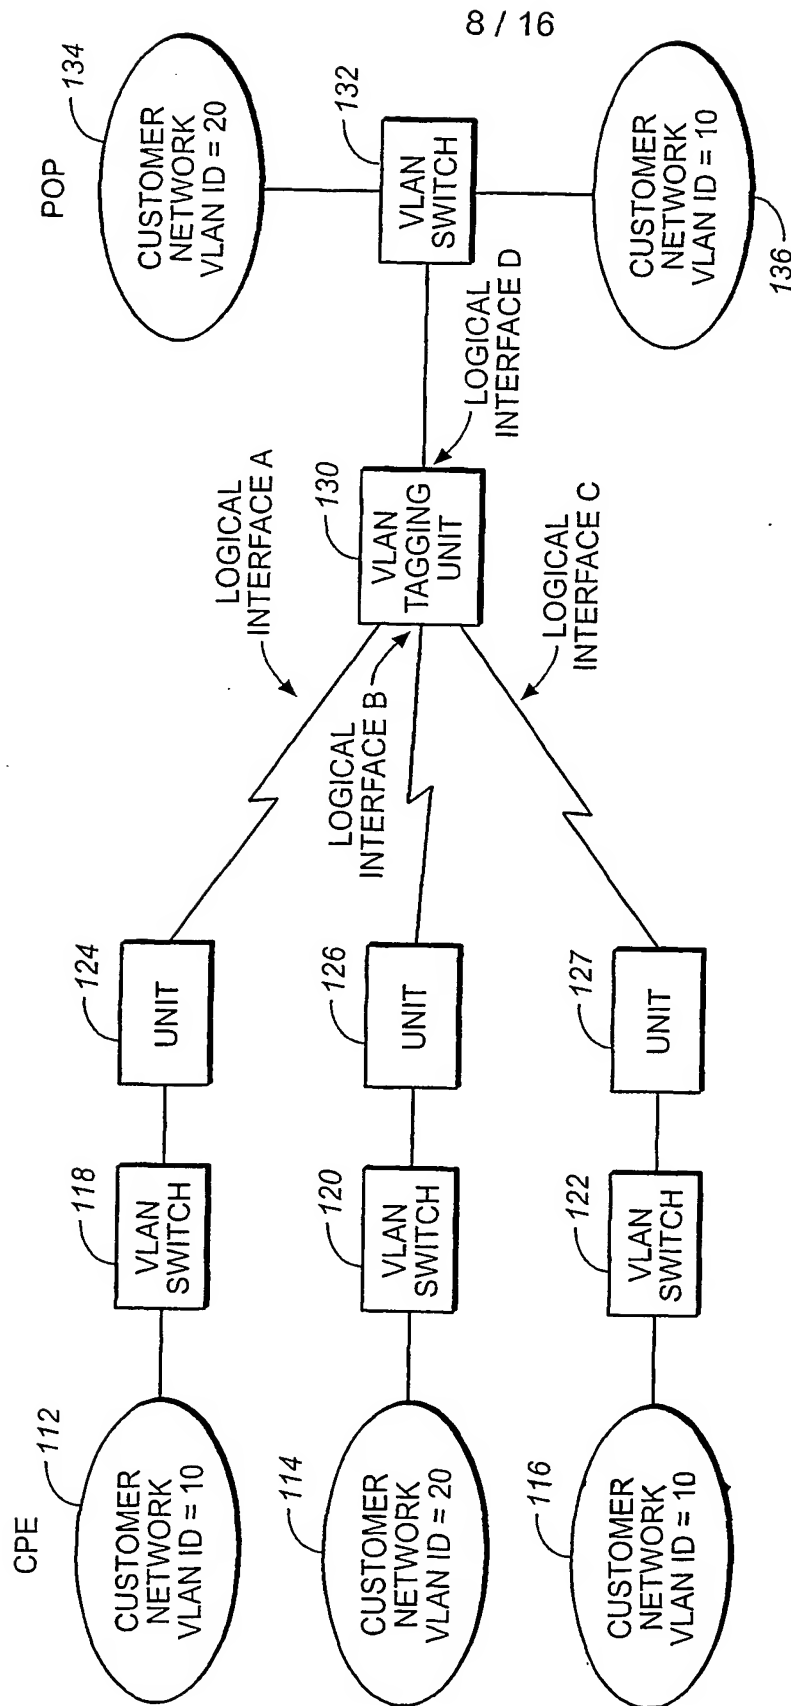 8 / 16
CPE
112
CUSTOMER
NETWORK
VLAN ID = 10
118
VLAN
SWITCH
124
UNIT
LOGICAL
INTERFACE A
114
CUSTOMER
NETWORK
VLAN ID = 20
120
VLAN
SWITCH
126
UNIT
LOGICAL
INTERFACE B
116
CUSTOMER
NETWORK
VLAN ID = 10
122
VLAN
SWITCH
127
UNIT
LOGICAL
INTERFACE C
130
VLAN
TAGGING
UNIT
LOGICAL
INTERFACE D
POP
134
CUSTOMER
NETWORK
VLAN ID = 20
132
VLAN
SWITCH
CUSTOMER
NETWORK
VLAN ID = 10
136